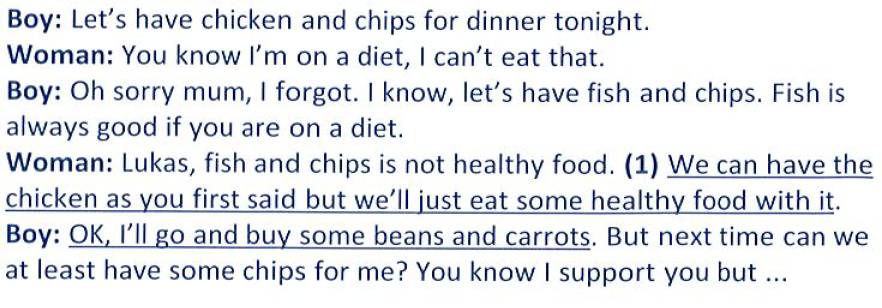 Boy: Let's have chicken and chips for dinner tonight.
Woman: You know I'm on a diet, I can't eat that.
Boy: Oh sorry mum, I forgot. I know, let's have fish and chips. Fish is
always good if you are on a diet.
Woman: Lukas, fish and chips is not healthy food. (1) We can have the
chicken as you first said but we'll just eat some healthy food with it.
Boy: OK, I'll go and buy some beans and carrots. But next time can we
at least have some chips for me? You know I support you but ...